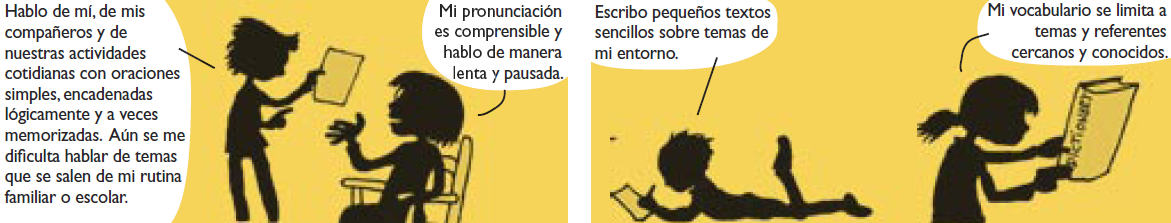 Hablo de mí, de mis
compañeros y de
nuestras actividades
cotidianas con oraciones
simples, encadenadas
lógicamente y a veces
memorizadas. Aún se me
dificulta hablar de temas
que se salen de mi rutina
familiar o escolar.
Mi pronunciación
es comprensible y
hablo de manera
lenta y pausada.
Escribo pequeños textos
sencillos sobre temas de
mi entorno.
Mi vocabulario se limita a
temas y referentes
cercanos y conocidos.
Dictionary